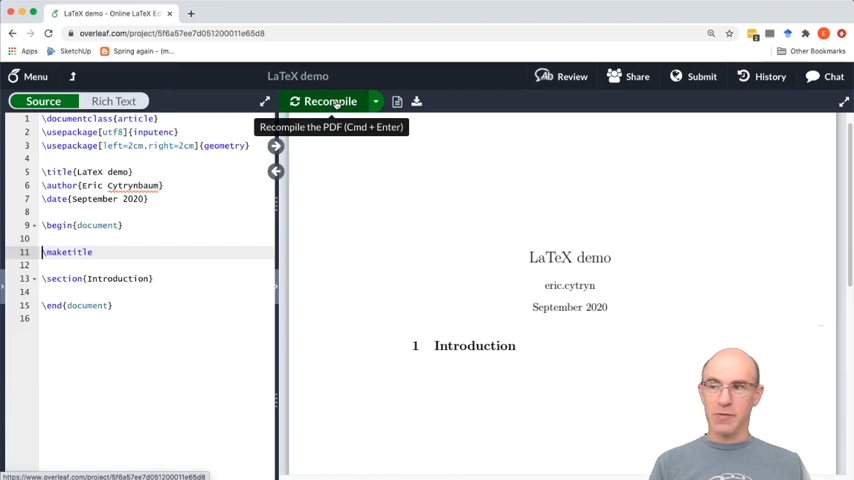 LaTeX demo - Online LaTeX Ed
overleaf.com/project/5f6a57ee7d051200011265d8
E
Apps
SketchUp
Spring again - (m...
Other Bookmarks
Menu
LaTeX demo
Ab Review
Share
Submit
History
Chat
Source
Rich Text
Recompile
Recompile the PDF (Cmd + Enter)
1 \documentclass{article}
2 \usepackage[utf8]{inputenc}
3 \usepackage[left=2cm,right=2cm]{geometry}
4
5 \title{LaTeX demo}
6 \author{Eric Cytrynbaum}
7 \date{September 2020}
8
9 \begin{document}
10
11 \maketitle
12
13 \section{Introduction}
14
15 \end{document}
16
LaTeX demo
eric.cytryn
September 2020
1 Introduction
https://www.overleaf.com/project/5f6a57ee7d051200011265d8